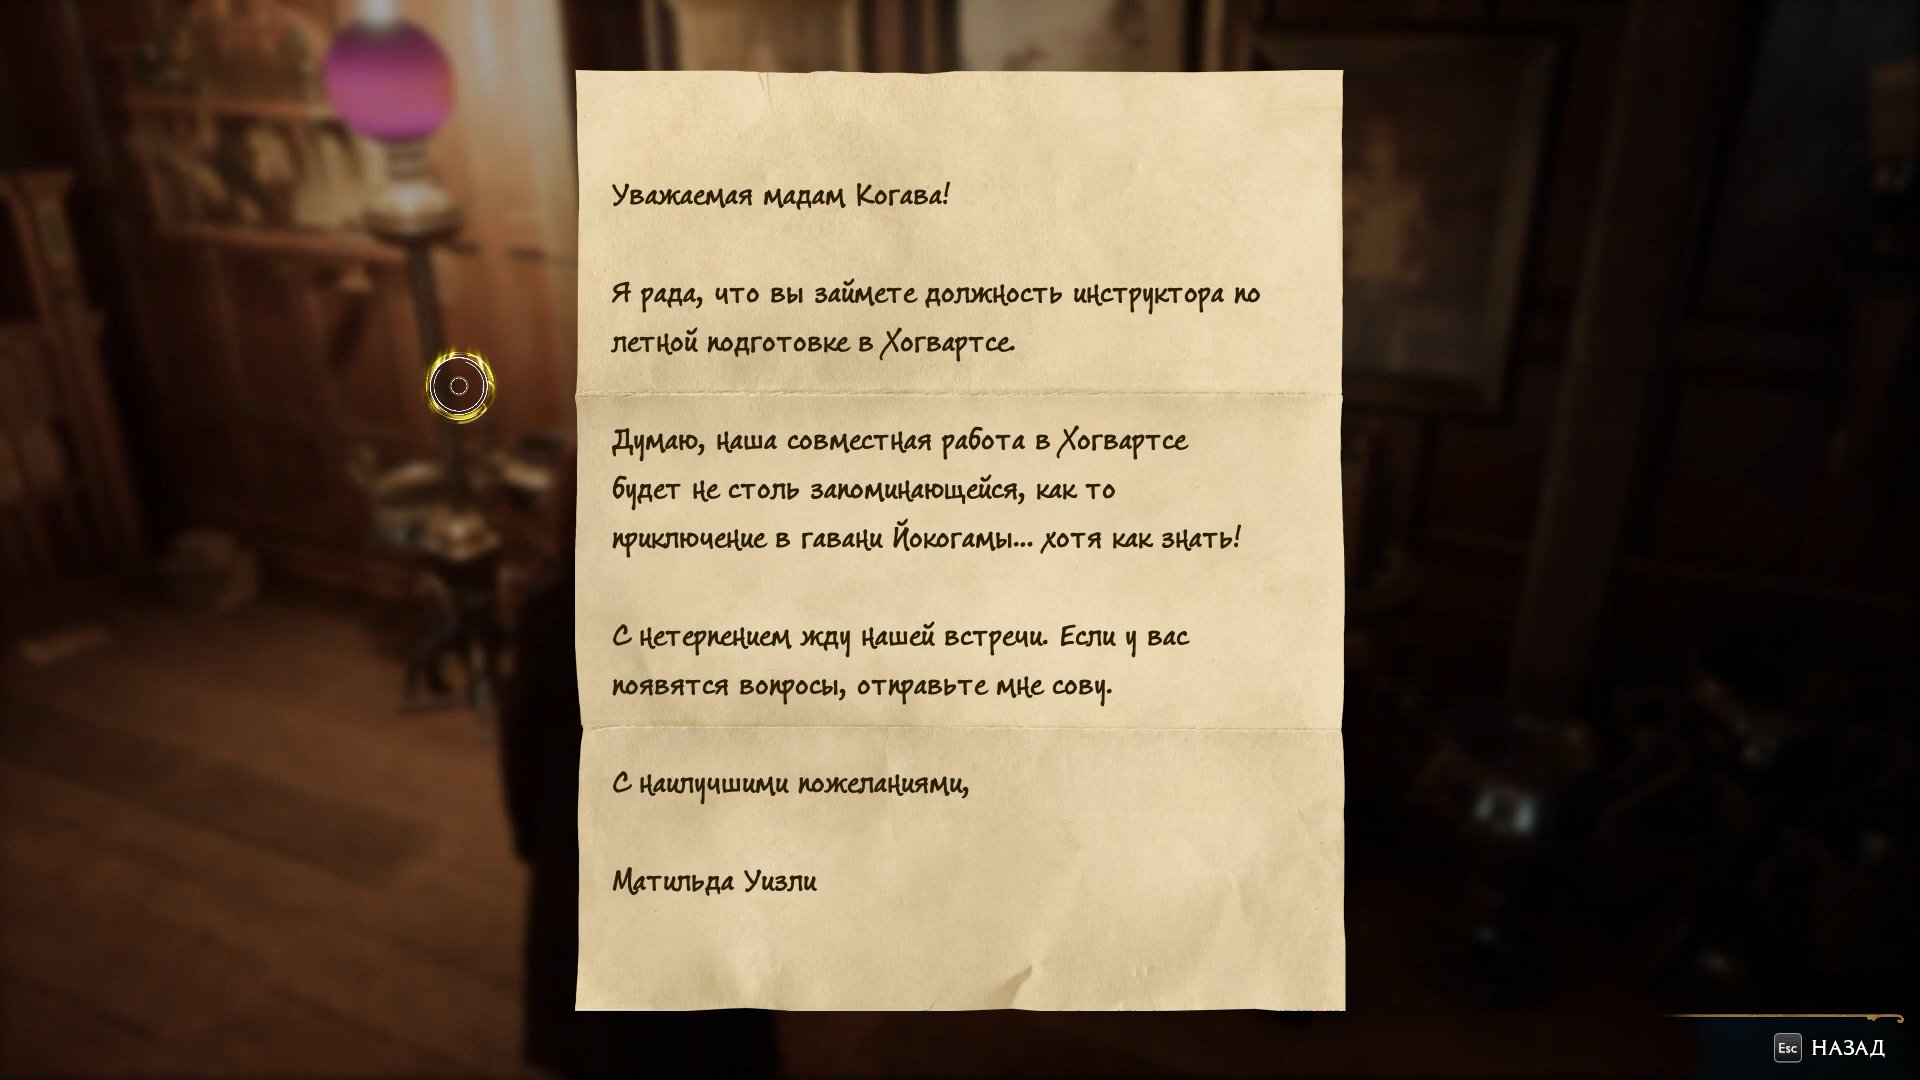 Уважаемая мадам Когава!
Я рада, что вы займете должность инструктора по
летной подготовке в Хогвартсе.
Думаю, наша совместная работа в Хогвартсе
будет не столь запоминающейся, как то
приключение в гавани Йокогамы... хотя как знать!
С нетерпением жду нашей встречи. Если у вас
появятся вопросы, отправьте мне сову.
С наилучшими пожеланиями,
Матильда Уизли
Esc НАЗАД